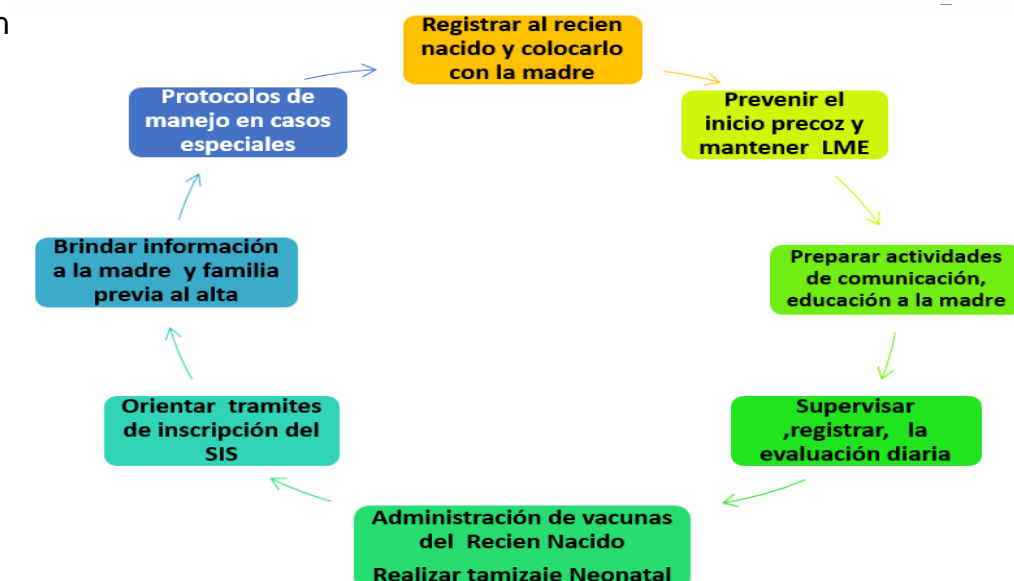 n
Registrar al recien
nacido y colocarlo
con la madre
Prevenir el
inicio precoz y
mantener LME
Preparar actividades
de comunicación,
educación a la madre
Supervisar
,registrar, la
evaluación diaria
Administración de vacunas
del Recien Nacido
Realizar tamizaje Neonatal
Orientar tramites
de inscripción del
SIS
Brindar información
a la madre y familia
previa al alta
Protocolos de
manejo en casos
especiales